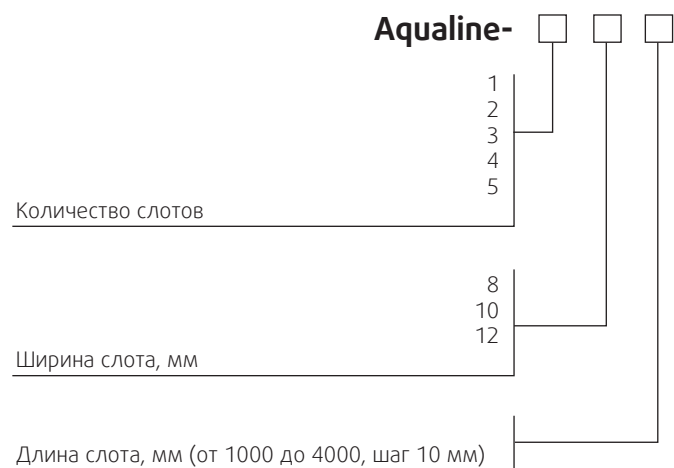 Aqualine-
1
2
3
4
5
Количество слотов
8
10
12
Ширина слота, мм
Длина слота, мм (от 1000 до 4000, шаг 10 мм)